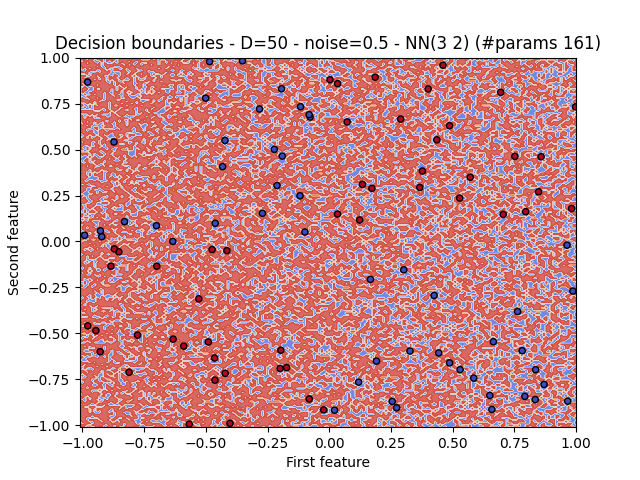 Decision boundaries - D=50 - noise=0.5 - NN(3 2) (#params 161)
1.00
0.75
0.50
0.25
0.00
−0.25
−0.50
−0.75
−1.00
Second feature
−1.00 −0.75 −0.50 −0.25 0.00 0.25 0.50 0.75 1.00
First feature